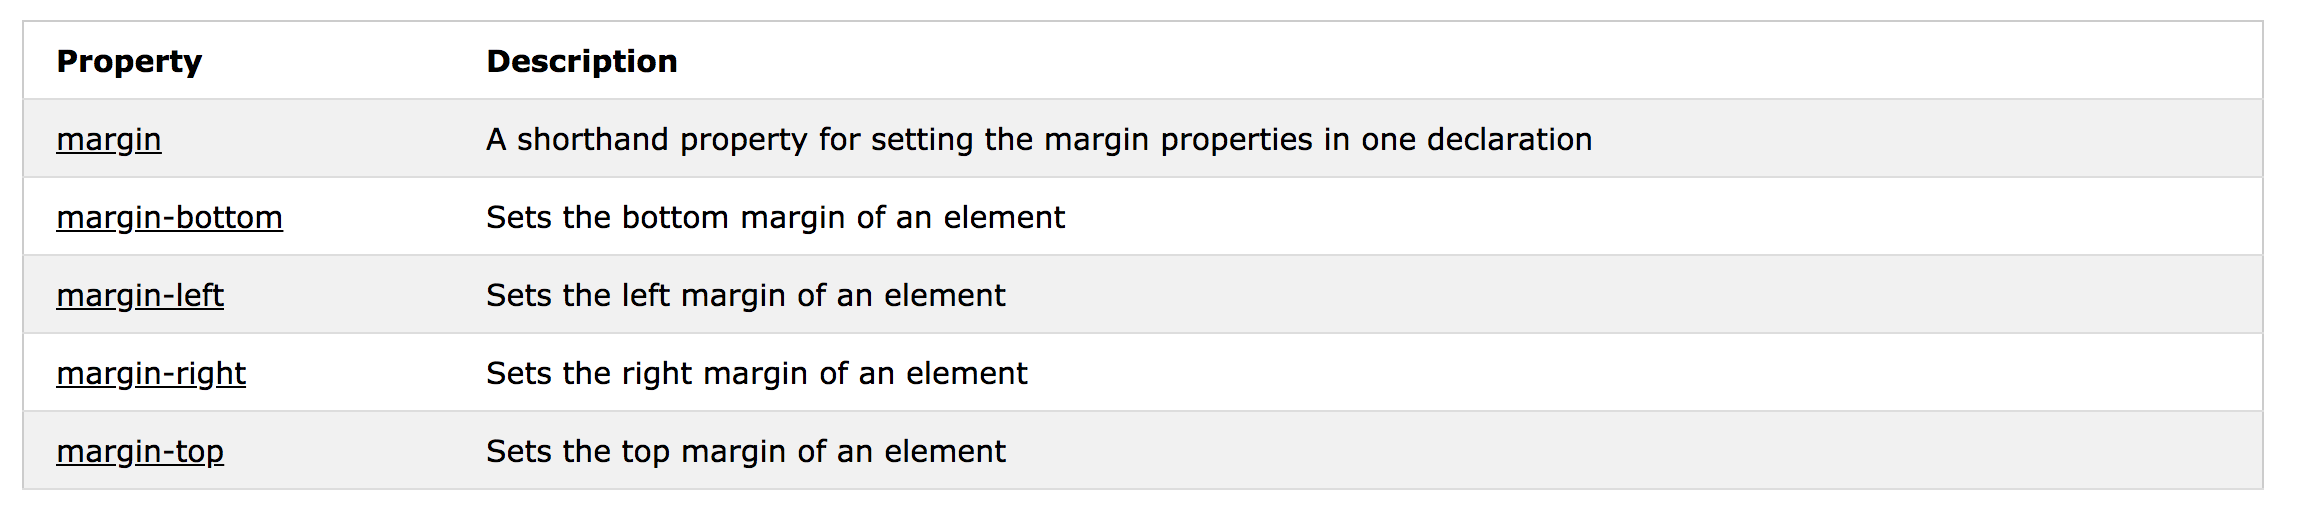 Property Description
margin A shorthand property for setting the margin properties in one declaration
margin-bottom Sets the bottom margin of an element
margin-left Sets the left margin of an element
margin-right Sets the right margin of an element
margin-top Sets the top margin of an element